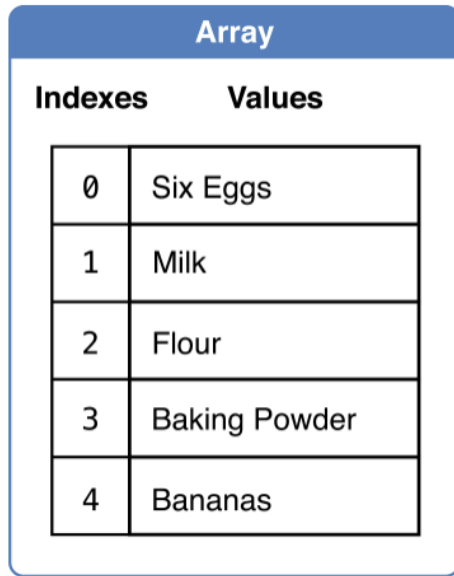 Array
Indexes Values
0 Six Eggs
1 Milk
2 Flour
3 Baking Powder
4 Bananas